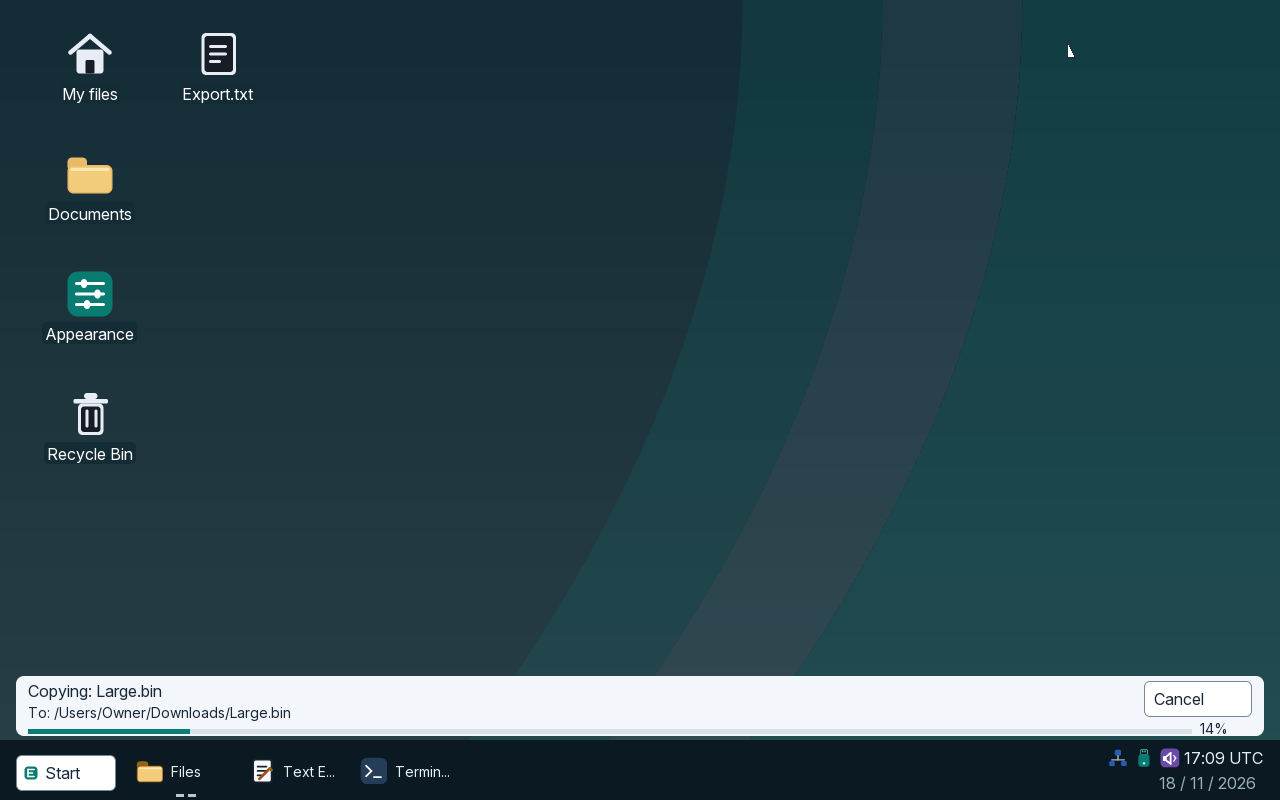 My files
Export.txt
Documents
Appearance
Recycle Bin
Copying: Large.bin
To: /Users/Owner/Downloads/Large.bin
Cancel
14%
Start
Files
Text E...
Termin...
17:09 UTC
18 / 11 / 2026